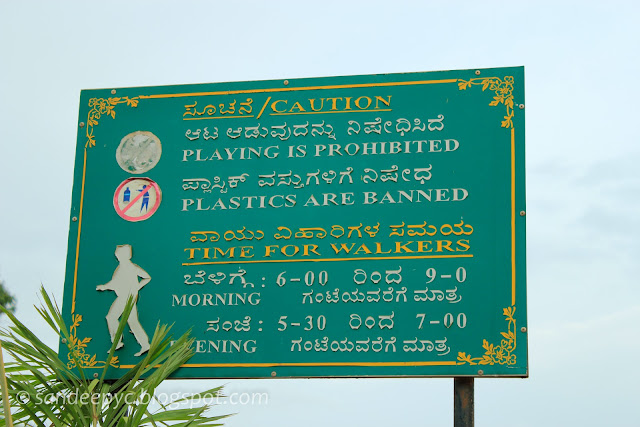 ಸೂಚನೆ/CAUTION
ಆಟ ಆಡುವುದನ್ನು ನಿಷೇಧಿಸಿದೆ
PLAYING IS PROHIBITED
ಪ್ಲಾಸ್ಟಿಕ್ ವಸ್ತುಗಳಿಗೆ ನಿಷೇಧ
PLASTICS ARE BANNED
ವಾಯು ವಿಹಾರಿಗಳ ಸಮಯ
TIME FOR WALKERS
ಬೆಳಿಗ್ಗೆ : 6-00 ರಿಂದ 9-0
MORNING ಗಂಟೆಯವರೆಗೆ ಮಾತ್ರ
ಸಂಜೆ : 5-30 ರಿಂದ 7-00
EVENING ಗಂಟೆಯವರೆಗೆ ಮಾತ್ರ
© sandeepyc.blogspot.com